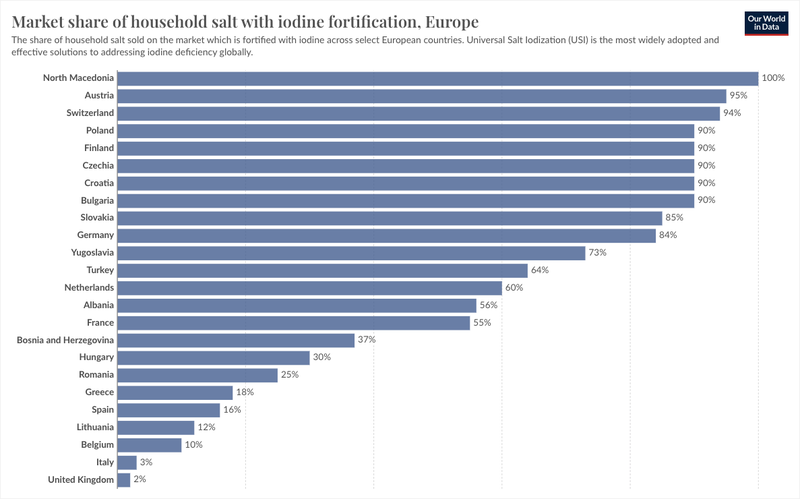 Market share of household salt with iodine fortification, Europe
Our World
in Data
The share of household salt sold on the market which is fortified with iodine across select European countries. Universal Salt Iodization (USI) is the most widely adopted and
effective solutions to addressing iodine deficiency globally.
North Macedonia 100%
Austria 95%
Switzerland 94%
Poland 90%
Finland 90%
Czechia 90%
Croatia 90%
Bulgaria 90%
Slovakia 85%
Germany 84%
Yugoslavia 73%
Turkey 64%
Netherlands 60%
Albania 56%
France 55%
Bosnia and Herzegovina 37%
Hungary 30%
Romania 25%
Greece 18%
Spain 16%
Lithuania 12%
Belgium 10%
Italy 3%
United Kingdom 2%